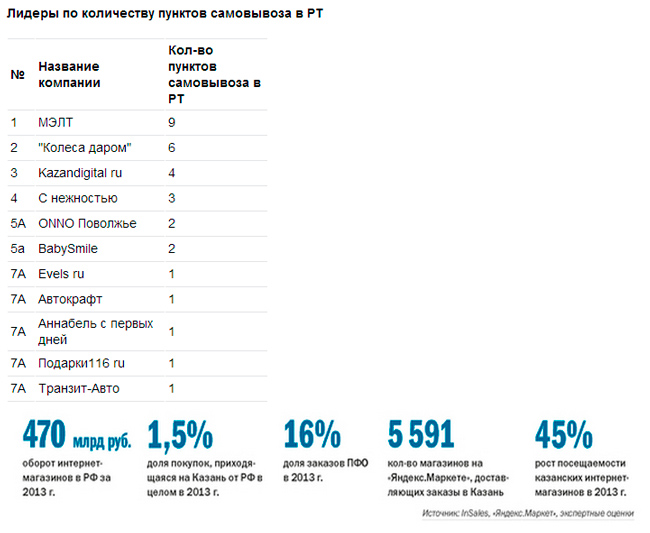 Лидеры по количеству пунктов самовывоза в РТ
№ Название компании Кол-во пунктов самовывоза в РТ
1 МЭЛТ 9
2 "Колеса даром" 6
3 Kazandigital ru 4
4 С нежностью 3
5А ONNO Поволжье 2
5а BabySmile 2
7А Evels ru 1
7А Автокрафт 1
7А Аннабель с первых дней 1
7А Подарки116 ru 1
7А Транзит-Авто 1
470 млрд руб.
оборот интернет-
магазинов в РФ за
2013 г.
1,5%
доля покупок, приходя-
щаяся на Казань от РФ в
целом в 2013 г.
16%
доля заказов ПФО
в 2013 г.
5 591
кол-во магазинов на
«Яндекс.Маркете», достав-
ляющих заказы в Казань
45%
рост посещаемости
казанских интернет-
магазинов в 2013 г.
Источник: InSales, «Яндекс.Маркет», экспертные оценки